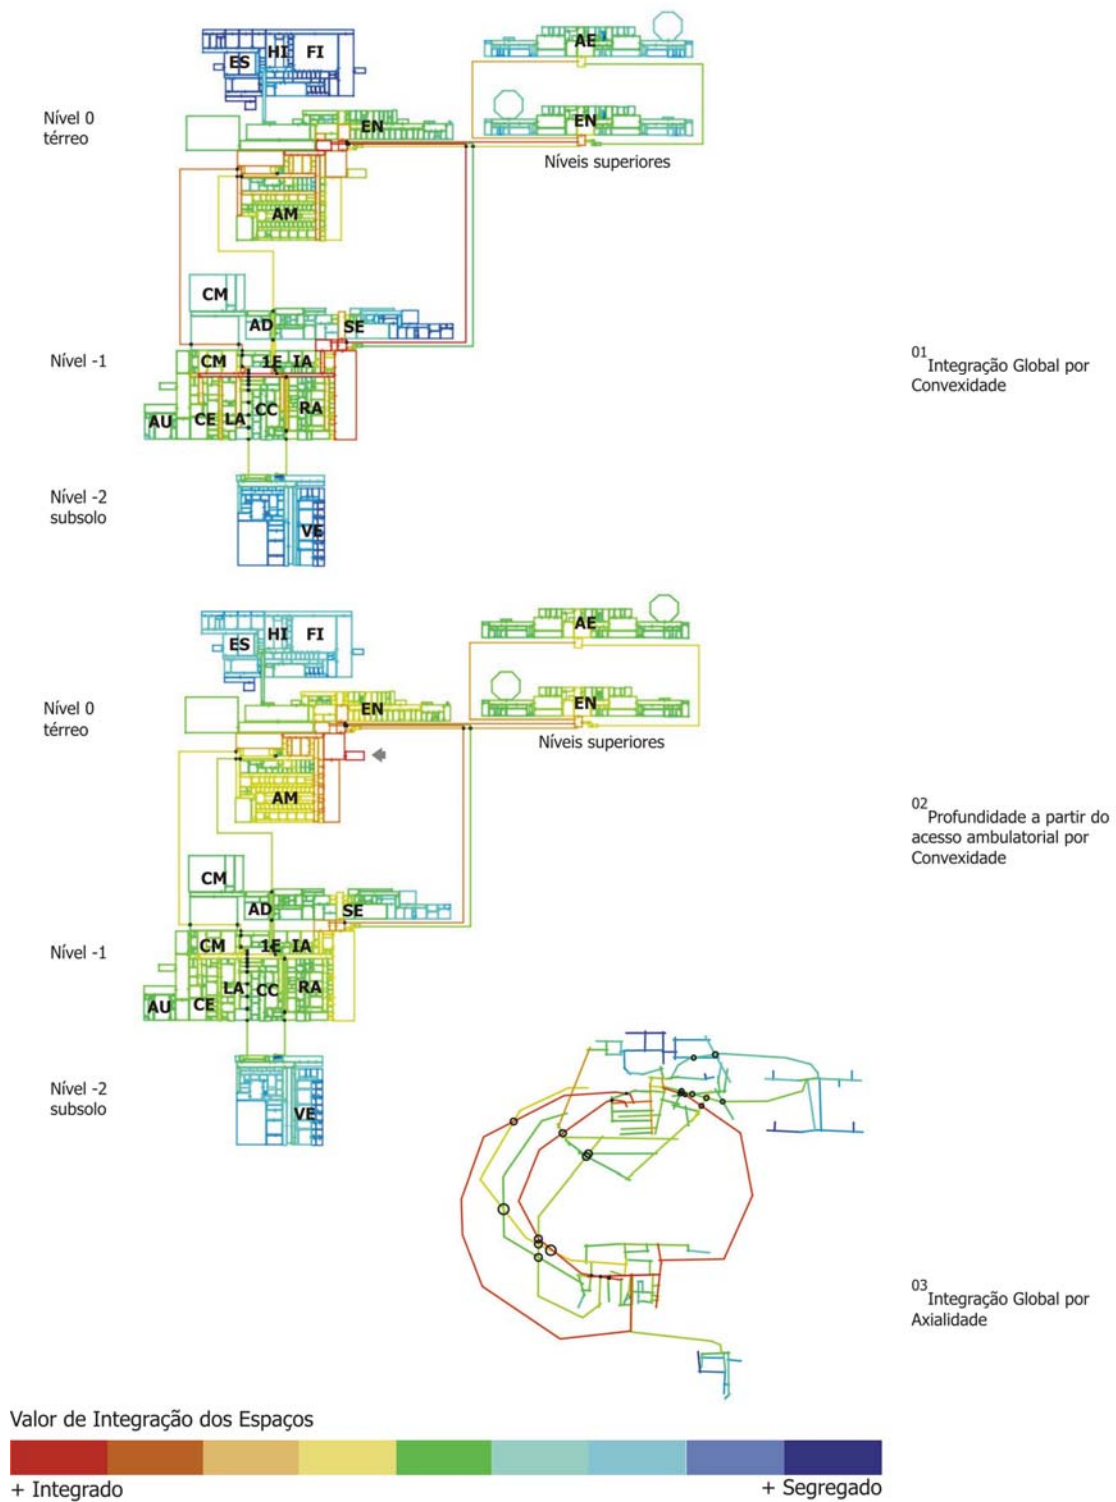 ES HI FI
AE
Nível 0
térreo
EN
EN
Níveis superiores
AM
CM
AD
SE
Nível -1
CM 1E IA
01
Integração Global por
Convexidade
AU CE LA CC RA
Nível -2
subsolo
VE
ES HI FI
AE
Nível 0
térreo
EN
EN
Níveis superiores
AM
02
Profundidade a partir do
acesso ambulatorial por
Convexidade
CM
AD
SE
Nível -1
CM 1E IA
AU CE LA CC RA
Nível -2
subsolo
VE
03
Integração Global por
Axialidade
Valor de Integração dos Espaços
+ Integrado
+ Segregado